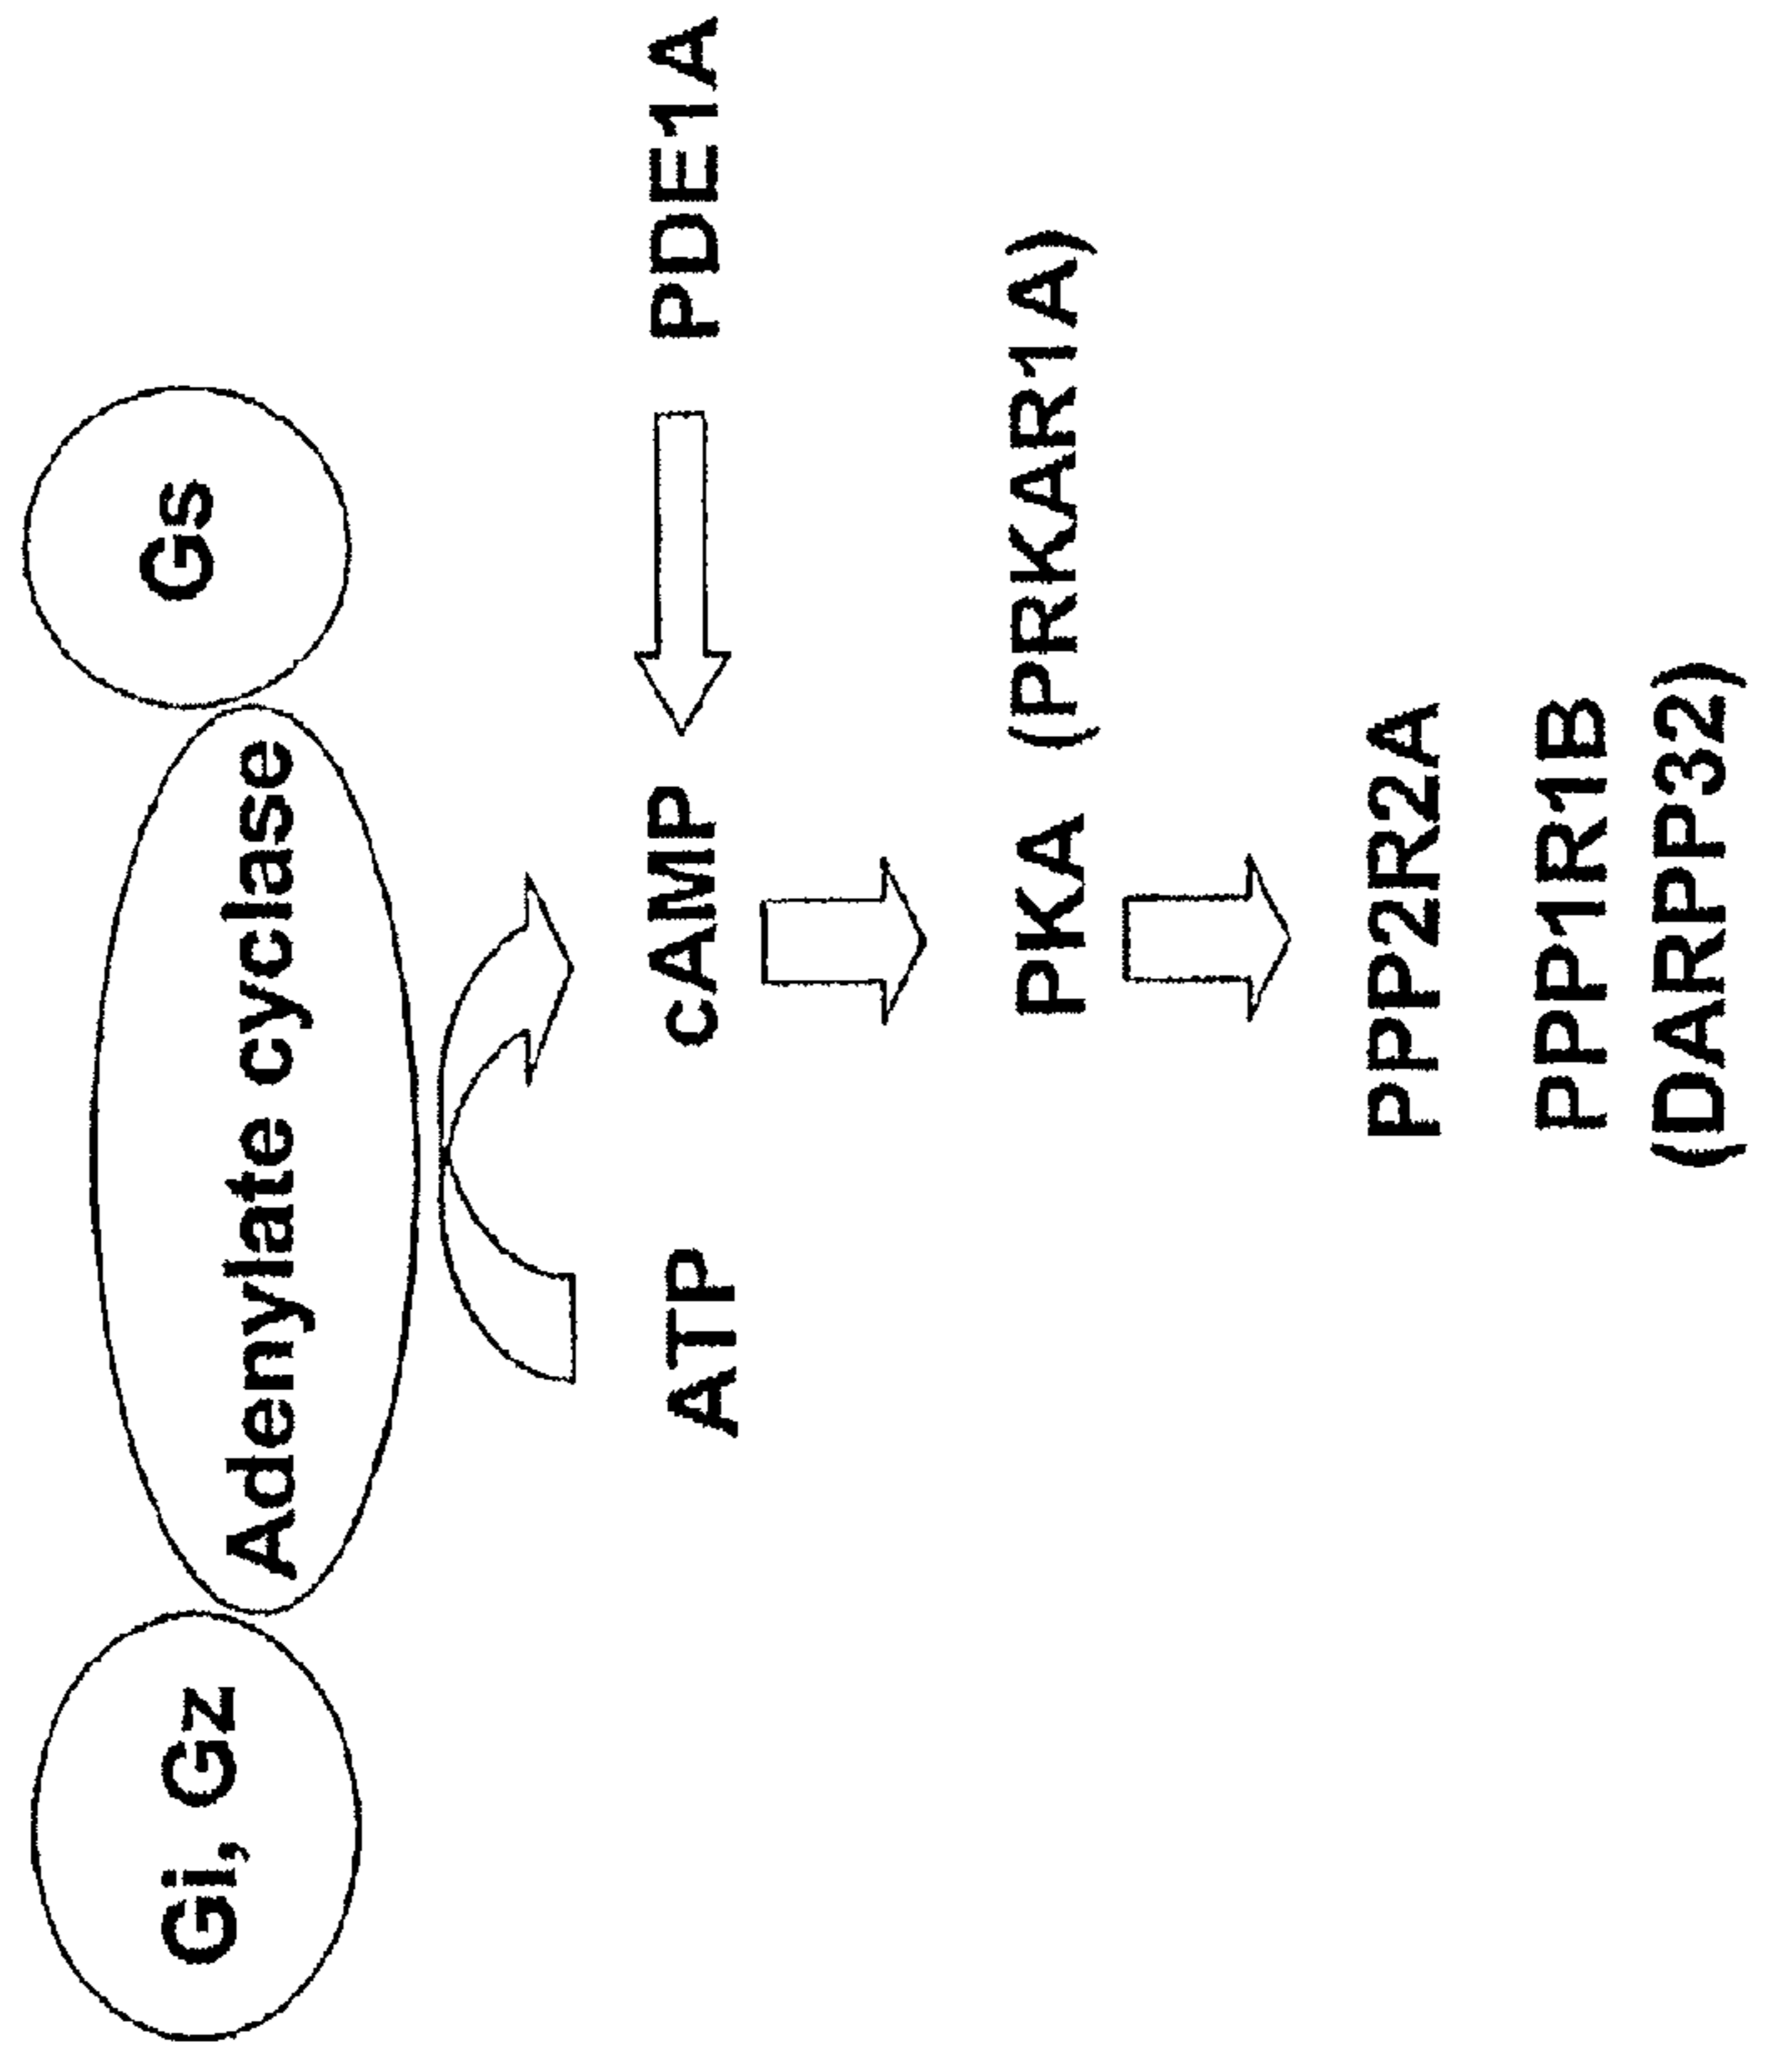 Gi, Gz
Adenylate cyclase
Gs
ATP
cAMP
PDE1A
PKA (PRKAR1A)
PPP2R2A
PPP1R1B
(DARPP32)